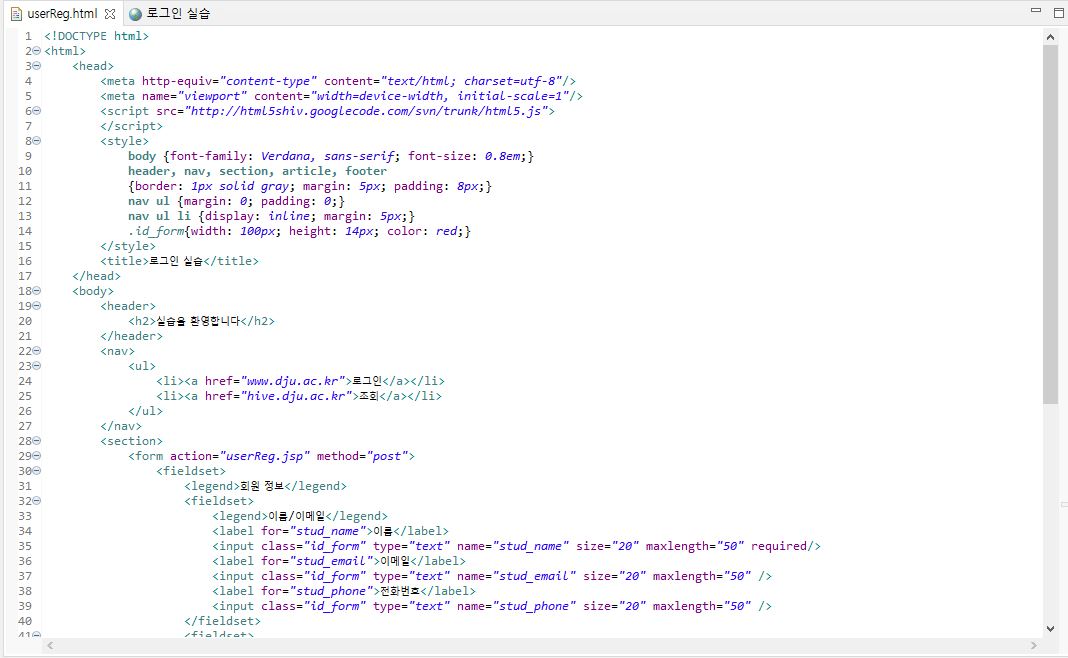 userReg.html 로그인 실습
1 <!DOCTYPE html>
2 <html>
3 <head>
4 <meta http-equiv="content-type" content="text/html; charset=utf-8"/>
5 <meta name="viewport" content="width=device-width, initial-scale=1"/>
6 <script src="http://html5shiv.googlecode.com/svn/trunk/html5.js">
7 </script>
8 <style>
9 body {font-family: Verdana, sans-serif; font-size: 0.8em;}
10 header, nav, section, article, footer
11 {border: 1px solid gray; margin: 5px; padding: 8px;}
12 nav ul {margin: 0; padding: 0;}
13 nav ul li {display: inline; margin: 5px;}
14 .id_form{width: 100px; height: 14px; color: red;}
15 </style>
16 <title>로그인 실습</title>
17 </head>
18 <body>
19 <header>
20 <h2>실습을 환영합니다</h2>
21 </header>
22 <nav>
23 <ul>
24 <li><a href="www.dju.ac.kr">로그인</a></li>
25 <li><a href="hive.dju.ac.kr">조회</a></li>
26 </ul>
27 </nav>
28 <section>
29 <form action="userReg.jsp" method="post">
30 <fieldset>
31 <legend>회원 정보</legend>
32 <fieldset>
33 <legend>이름/이메일</legend>
34 <label for="stud_name">이름</label>
35 <input class="id_form" type="text" name="stud_name" size="20" maxlength="50" required/>
36 <label for="stud_email">이메일</label>
37 <input class="id_form" type="text" name="stud_email" size="20" maxlength="50" />
38 <label for="stud_phone">전화번호</label>
39 <input class="id_form" type="text" name="stud_phone" size="20" maxlength="50" />
40 </fieldset>
41 <fieldset>